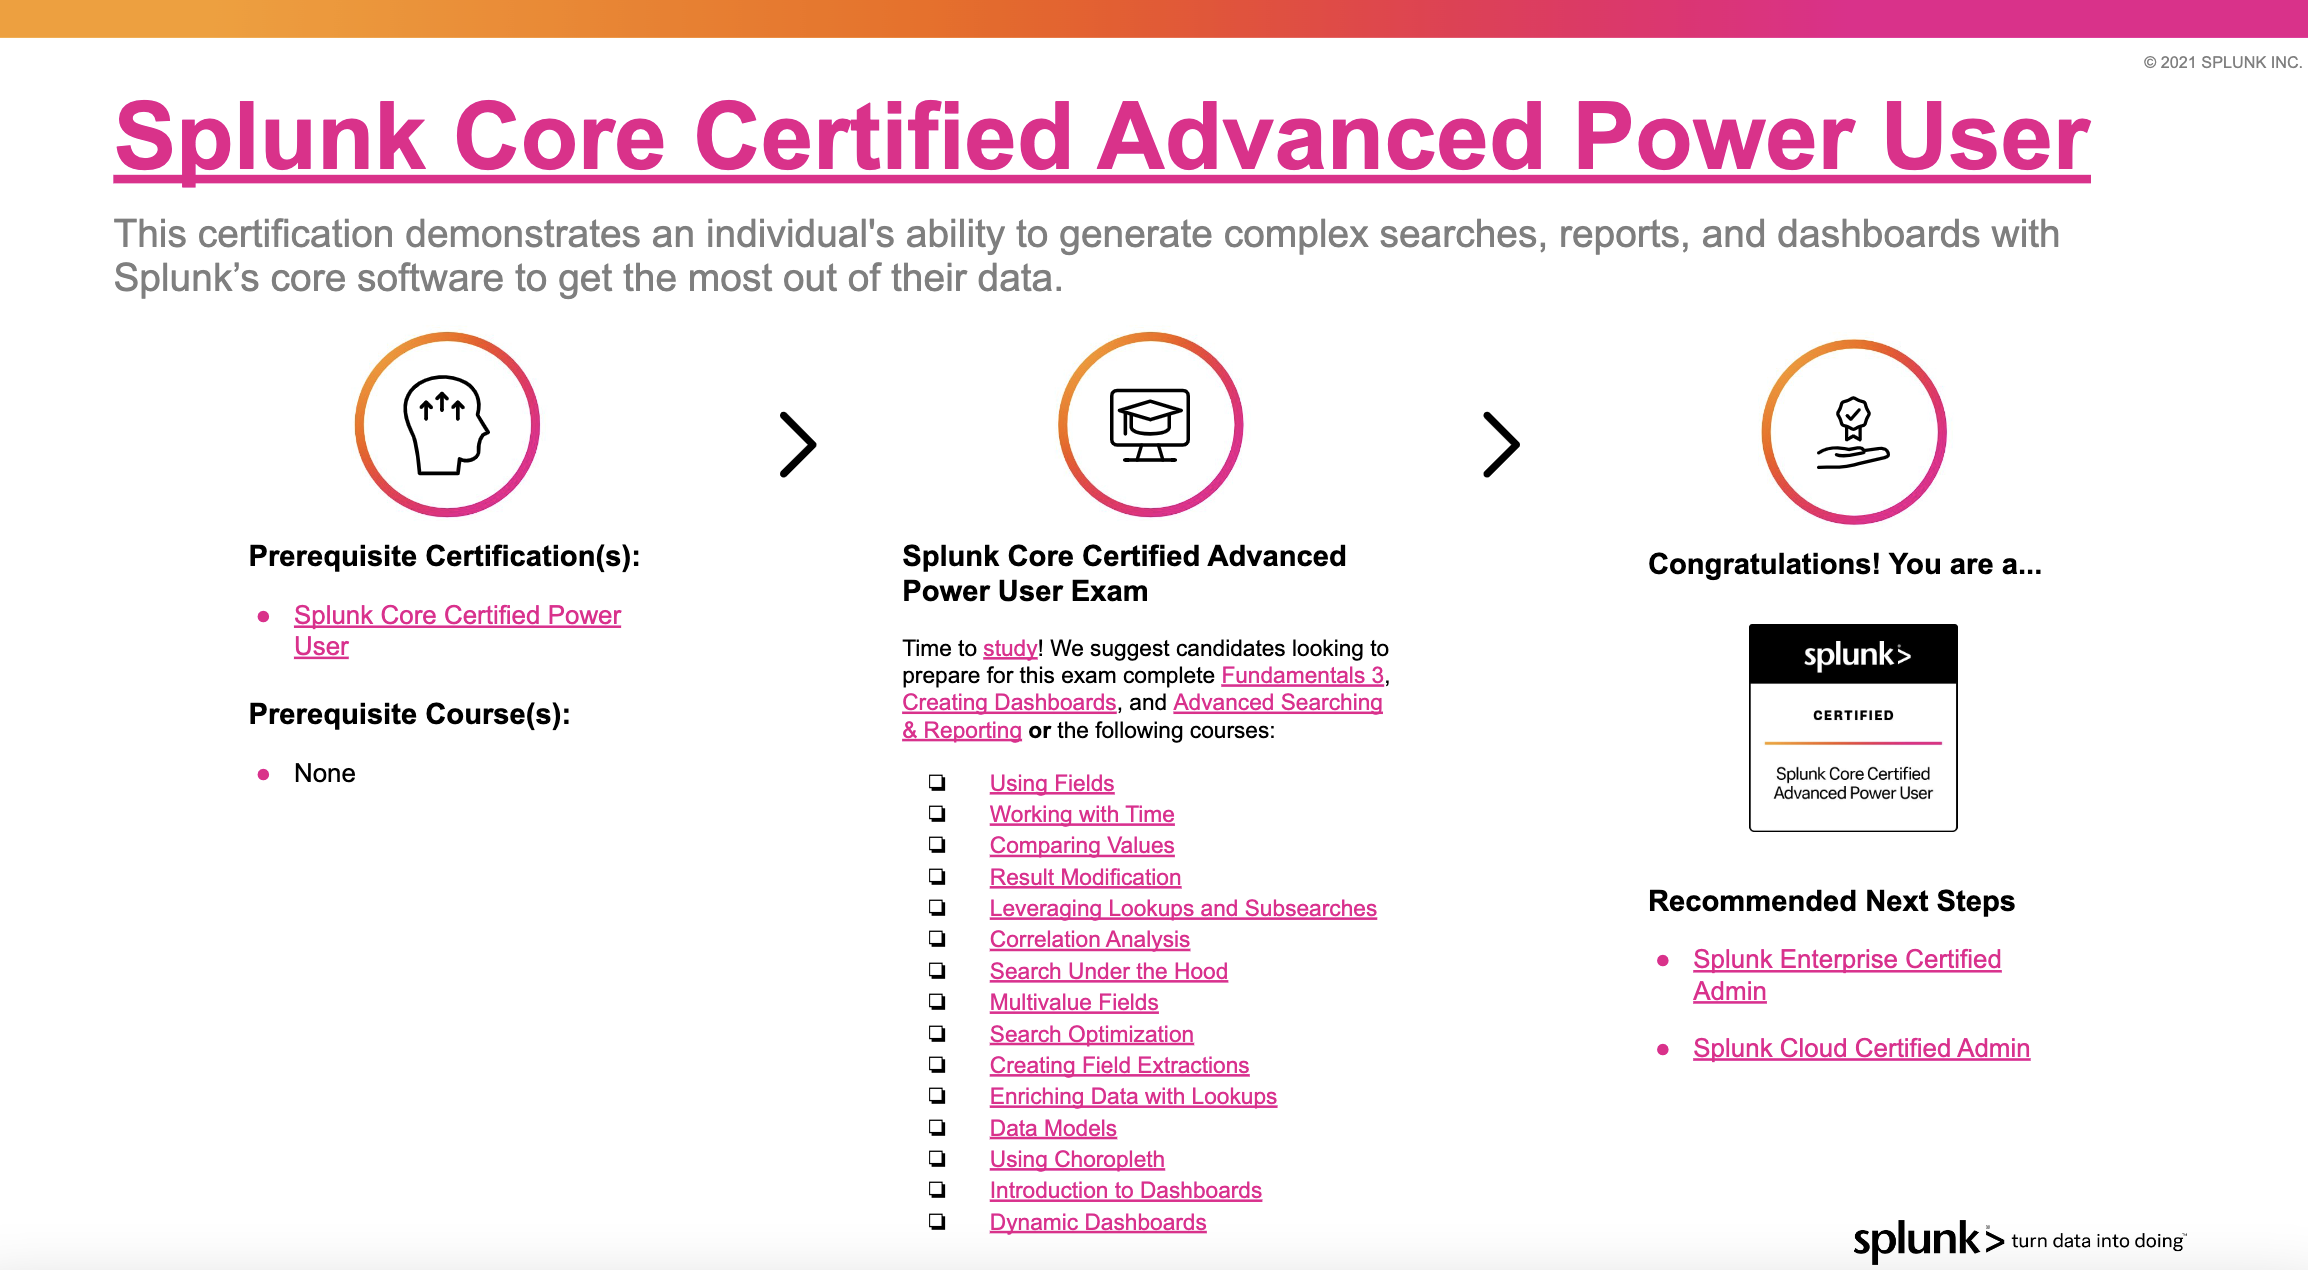 © 2021 SPLUNK INC.
Splunk Core Certified Advanced Power User
This certification demonstrates an individual's ability to generate complex searches, reports, and dashboards with
Splunk’s core software to get the most out of their data.
Prerequisite Certification(s):
● Splunk Core Certified Power
User
Prerequisite Course(s):
● None
Splunk Core Certified Advanced
Power User Exam
Time to study! We suggest candidates looking to
prepare for this exam complete Fundamentals 3,
Creating Dashboards, and Advanced Searching
& Reporting or the following courses:
❏ Using Fields
❏ Working with Time
❏ Comparing Values
❏ Result Modification
❏ Leveraging Lookups and Subsearches
❏ Correlation Analysis
❏ Search Under the Hood
❏ Multivalue Fields
❏ Search Optimization
❏ Creating Field Extractions
❏ Enriching Data with Lookups
❏ Data Models
❏ Using Choropleth
❏ Introduction to Dashboards
❏ Dynamic Dashboards
Congratulations! You are a...
splunk>
CERTIFIED
Splunk Core Certified
Advanced Power User
Recommended Next Steps
● Splunk Enterprise Certified
Admin
● Splunk Cloud Certified Admin
splunk> turn data into doing™